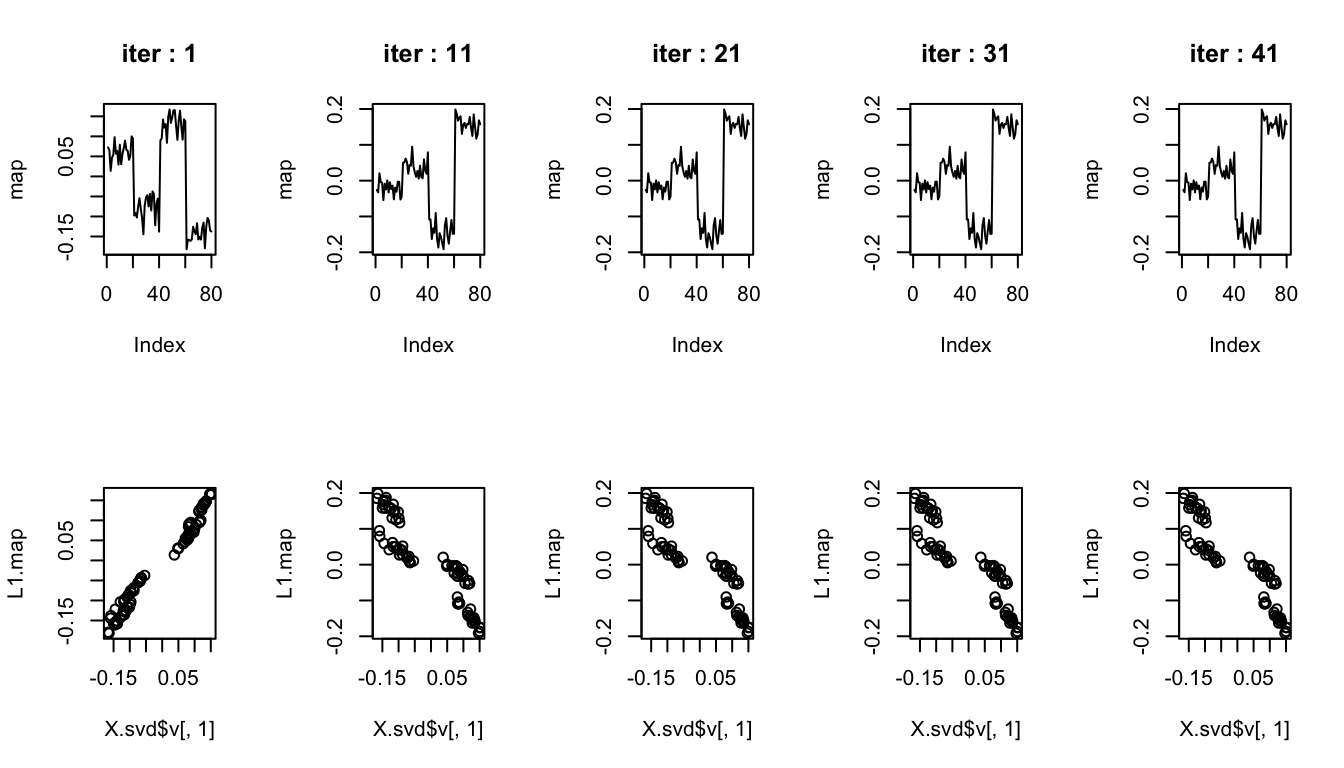 iter : 1
iter : 11
iter : 21
iter : 31
iter : 41
map
0.05
-0.15
0 40 80
Index
map
0.2
0.0
-0.2
0 40 80
Index
map
0.2
0.0
-0.2
0 40 80
Index
map
0.2
0.0
-0.2
0 40 80
Index
map
0.2
0.0
-0.2
0 40 80
Index
L1.map
0.05
-0.15
-0.15 0.05
X.svd$v[, 1]
L1.map
0.2
0.0
-0.2
-0.15 0.05
X.svd$v[, 1]
L1.map
0.2
0.0
-0.2
-0.15 0.05
X.svd$v[, 1]
L1.map
0.2
0.0
-0.2
-0.15 0.05
X.svd$v[, 1]
L1.map
0.2
0.0
-0.2
-0.15 0.05
X.svd$v[, 1]